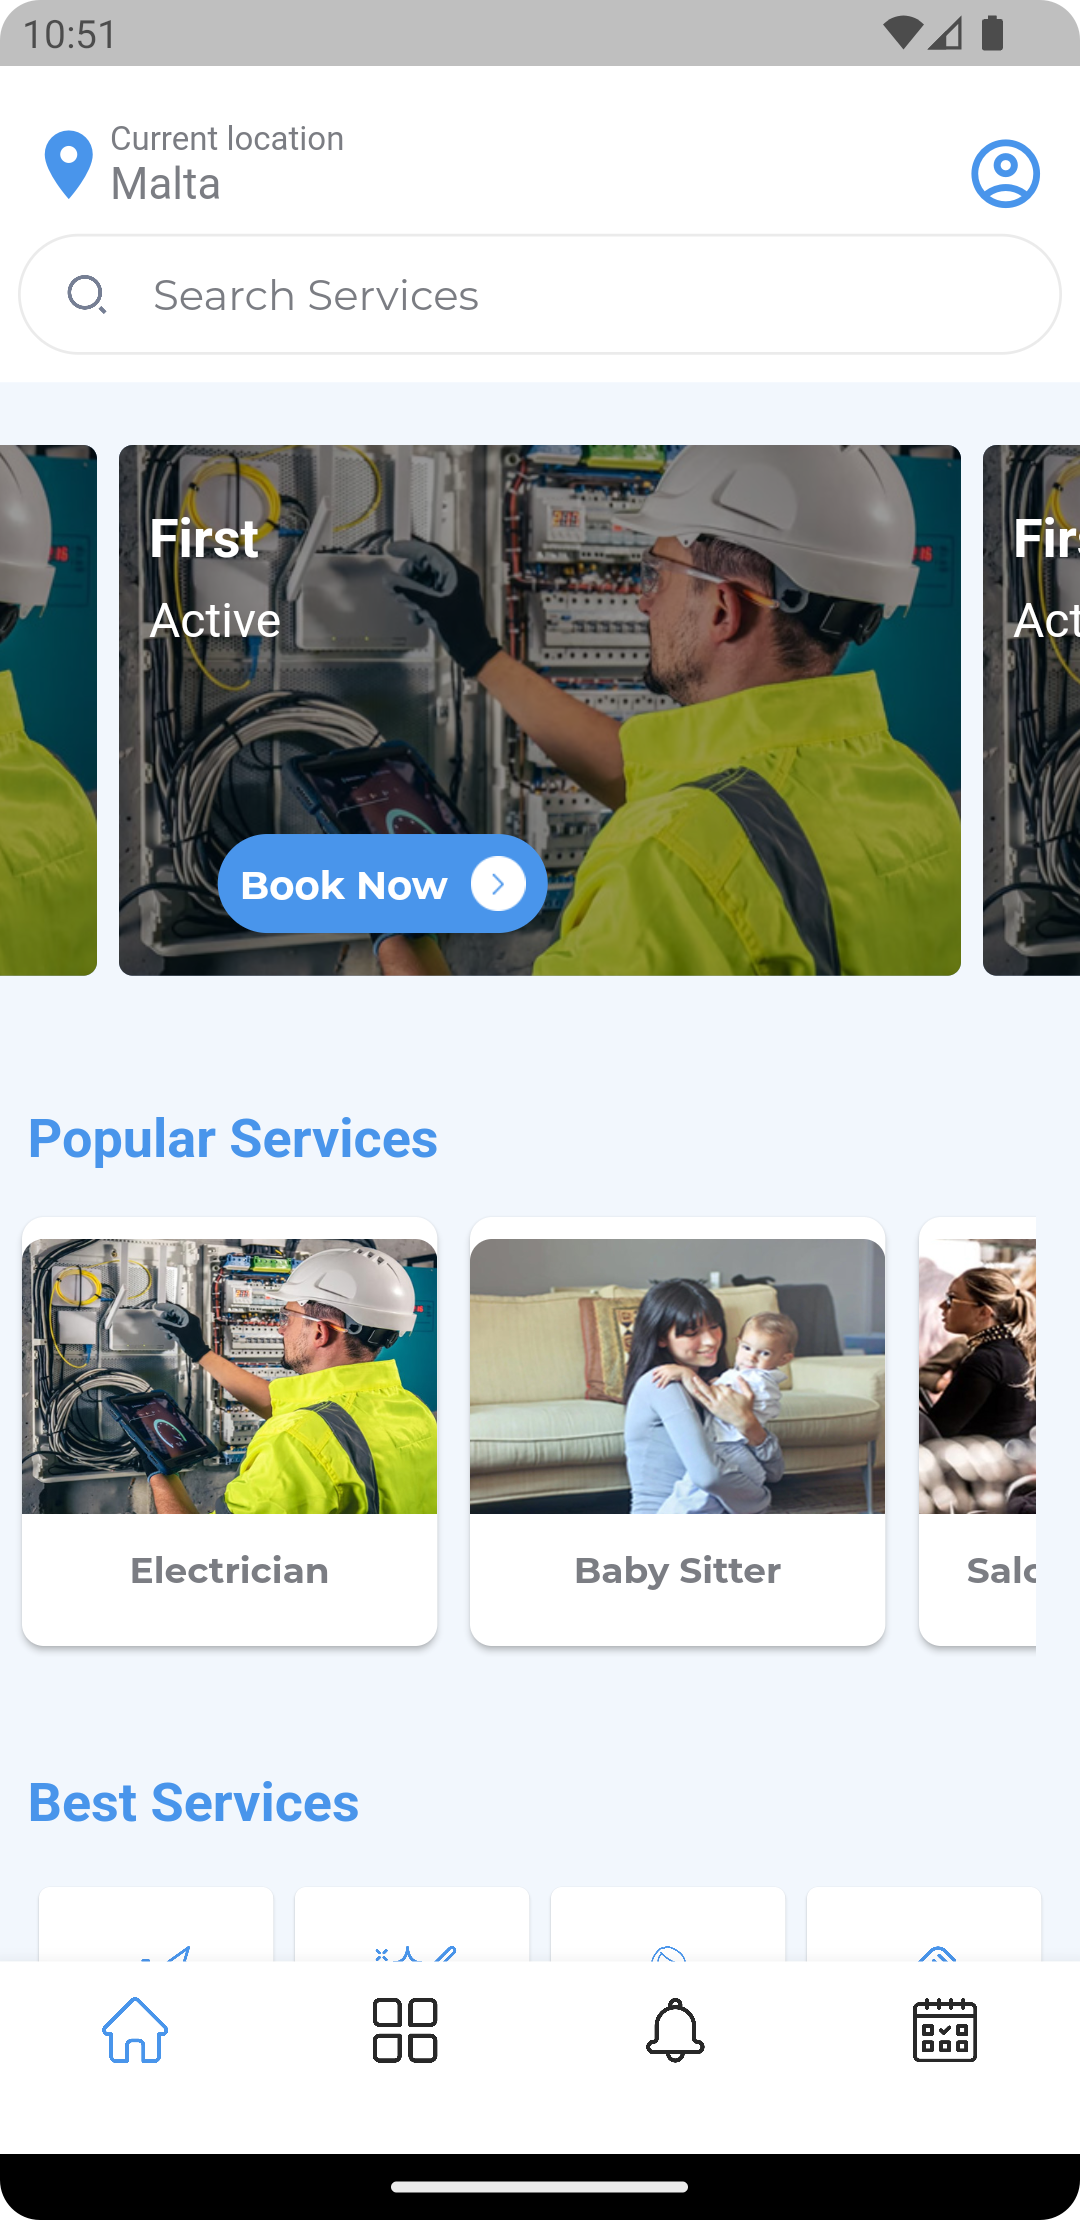 10:51
Current location
Malta
Search Services
First
Active
Book Now
Firs
Act
Popular Services
Electrician
Baby Sitter
Salo
Best Services